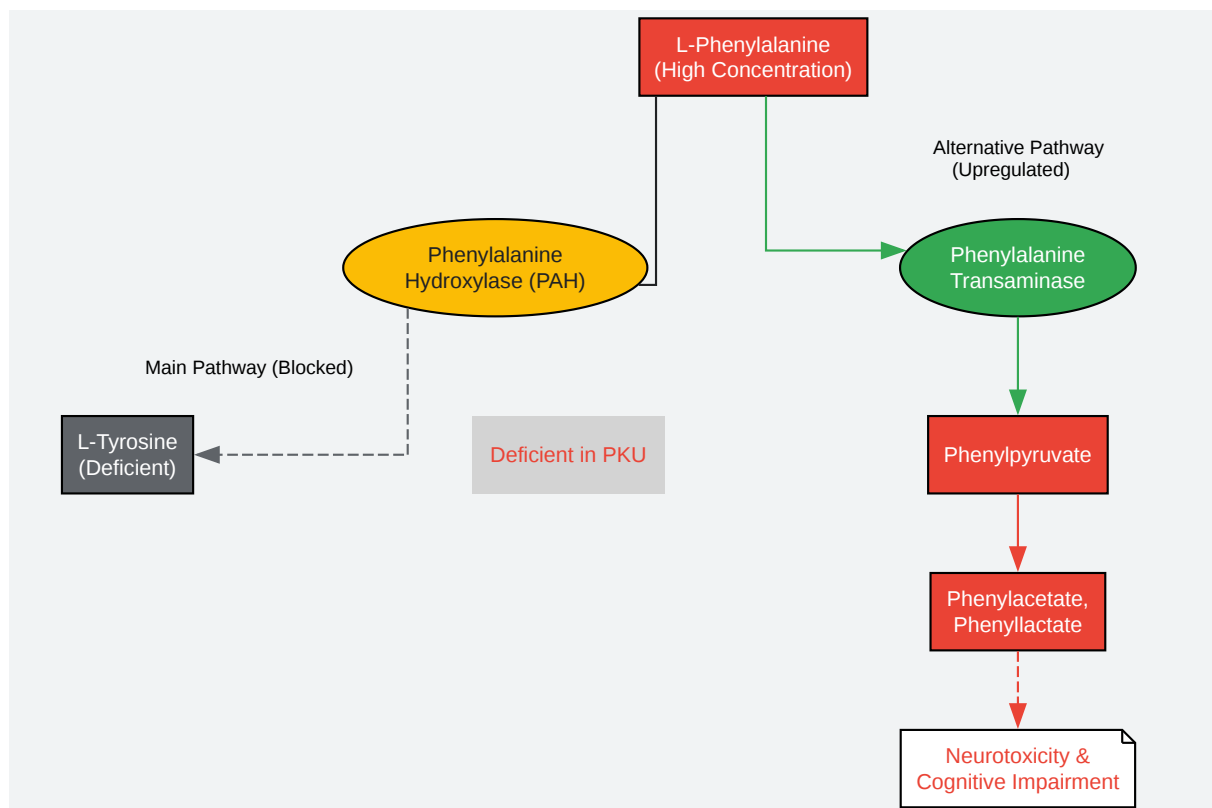 L-Phenylalanine
(High Concentration)
Alternative Pathway
(Upregulated)
Phenylalanine
Hydroxylase (PAH)
Phenylalanine
Transaminase
Main Pathway (Blocked)
L-Tyrosine
(Deficient)
Deficient in PKU
Phenylpyruvate
Phenylacetate,
Phenyllactate
Neurotoxicity &
Cognitive Impairment